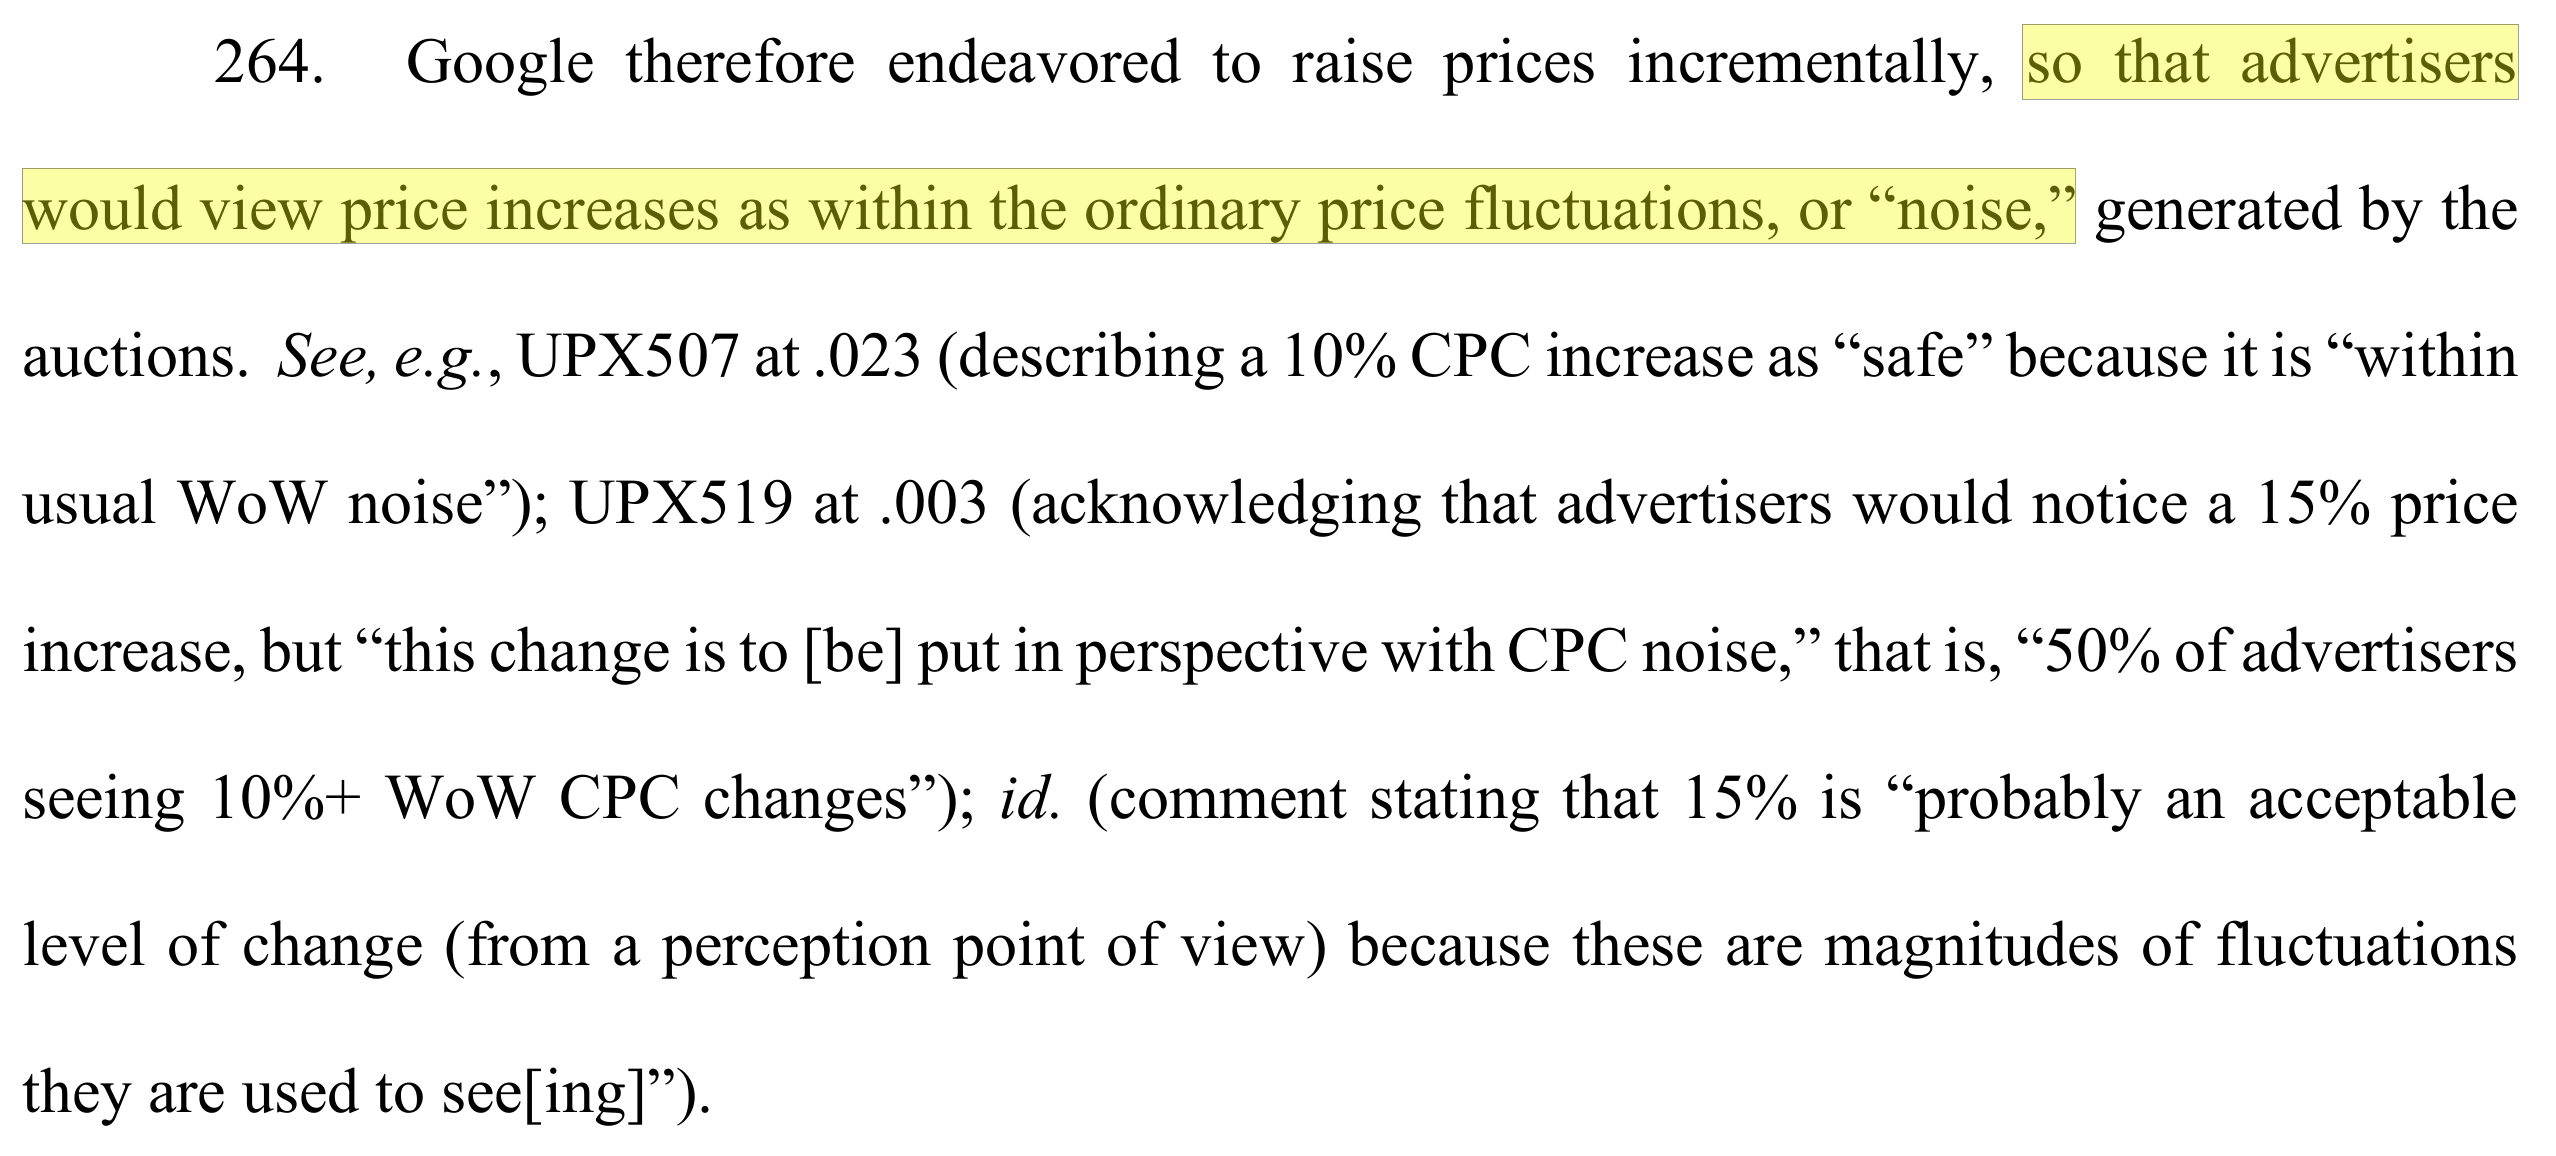 264. Google therefore endeavored to raise prices incrementally, so that advertisers
would view price increases as within the ordinary price fluctuations, or “noise,” generated by the
auctions. See, e.g., UPX507 at .023 (describing a 10% CPC increase as “safe” because it is “within
usual WoW noise”); UPX519 at .003 (acknowledging that advertisers would notice a 15% price
increase, but “this change is to [be] put in perspective with CPC noise,” that is, “50% of advertisers
seeing 10%+ WoW CPC changes”); id. (comment stating that 15% is “probably an acceptable
level of change (from a perception point of view) because these are magnitudes of fluctuations
they are used to see[ing]”).